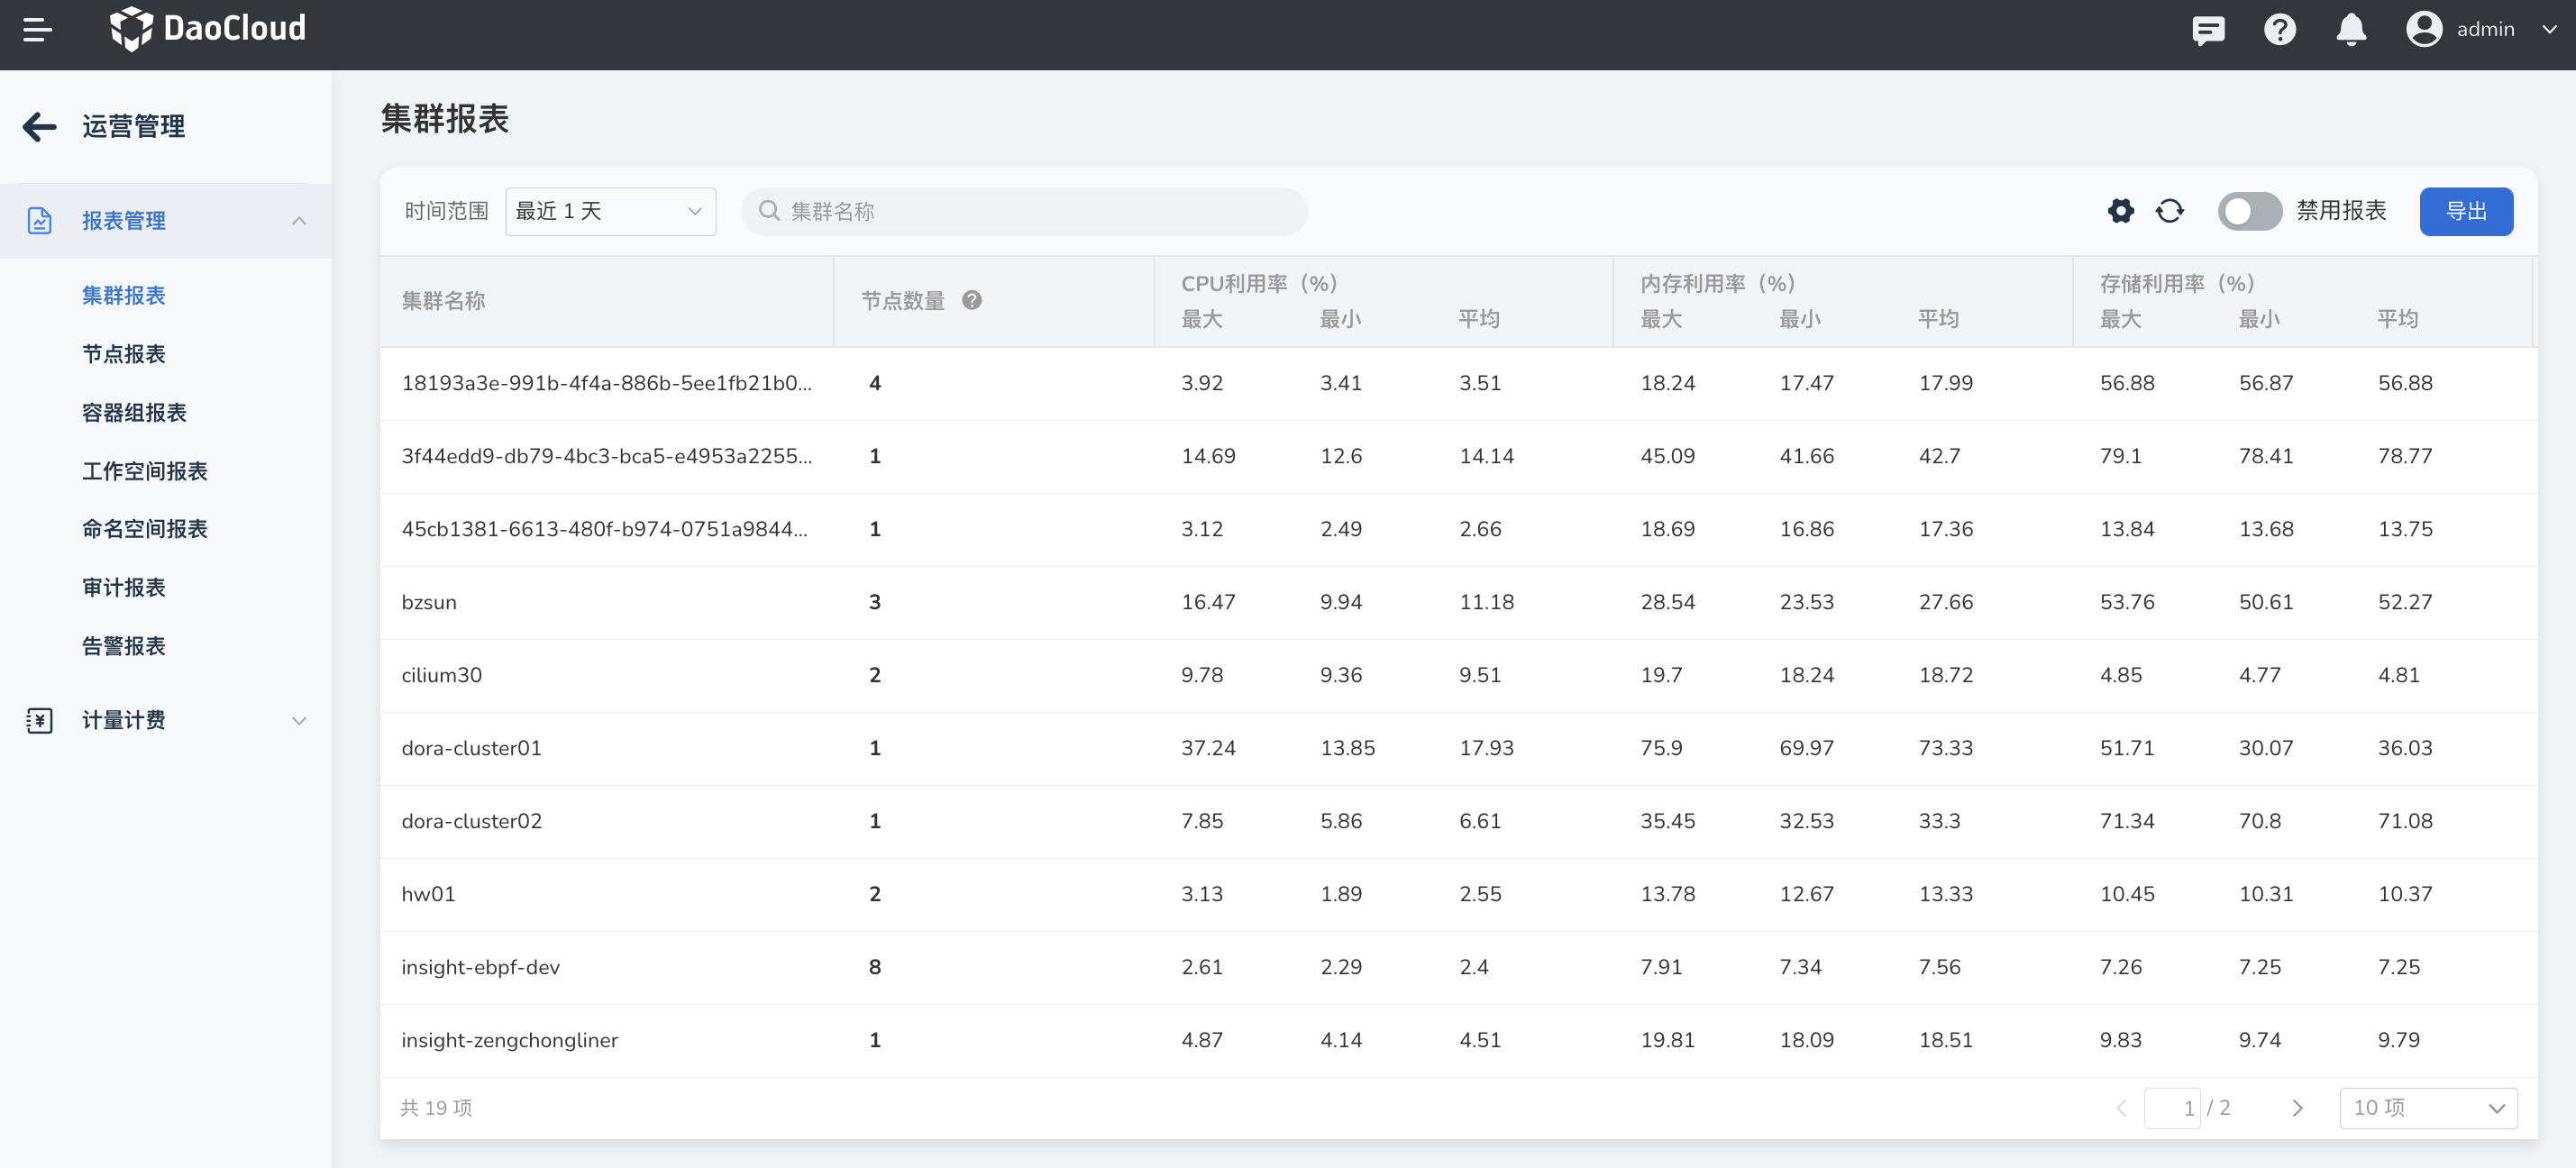 DaoCloud
admin
运营管理
报表管理
集群报表
节点报表
容器组报表
工作空间报表
命名空间报表
审计报表
告警报表
计量计费
集群报表
时间范围 最近 1 天 集群名称 禁用报表 导出
集群名称 节点数量 CPU利用率（%） 内存利用率（%） 存储利用率（%）
最大 最小 平均 最大 最小 平均 最大 最小 平均
18193a3e-991b-4f4a-886b-5ee1fb21b0... 4 3.92 3.41 3.51 18.24 17.47 17.99 56.88 56.87 56.88
3f44edd9-db79-4bc3-bca5-e4953a2255... 1 14.69 12.6 14.14 45.09 41.66 42.7 79.1 78.41 78.77
45cb1381-6613-480f-b974-0751a9844... 1 3.12 2.49 2.66 18.69 16.86 17.36 13.84 13.68 13.75
bzsun 3 16.47 9.94 11.18 28.54 23.53 27.66 53.76 50.61 52.27
cilium30 2 9.78 9.36 9.51 19.7 18.24 18.72 4.85 4.77 4.81
dora-cluster01 1 37.24 13.85 17.93 75.9 69.97 73.33 51.71 30.07 36.03
dora-cluster02 1 7.85 5.86 6.61 35.45 32.53 33.3 71.34 70.8 71.08
hw01 2 3.13 1.89 2.55 13.78 12.67 13.33 10.45 10.31 10.37
insight-ebpf-dev 8 2.61 2.29 2.4 7.91 7.34 7.56 7.26 7.25 7.25
insight-zengchongliner 1 4.87 4.14 4.51 19.81 18.09 18.51 9.83 9.74 9.79
共 19 项 1 / 2 10 项